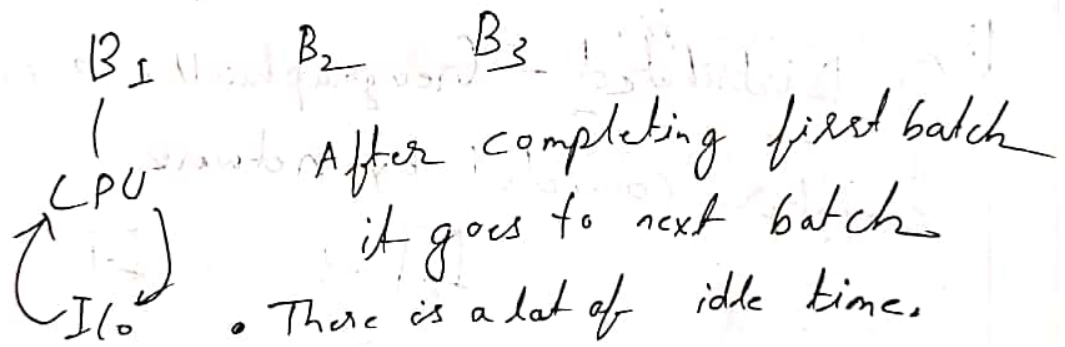 B1 B2 B3
CPU After completing first batch
it goes to next batch.
I/o • There is a lot of idle time.